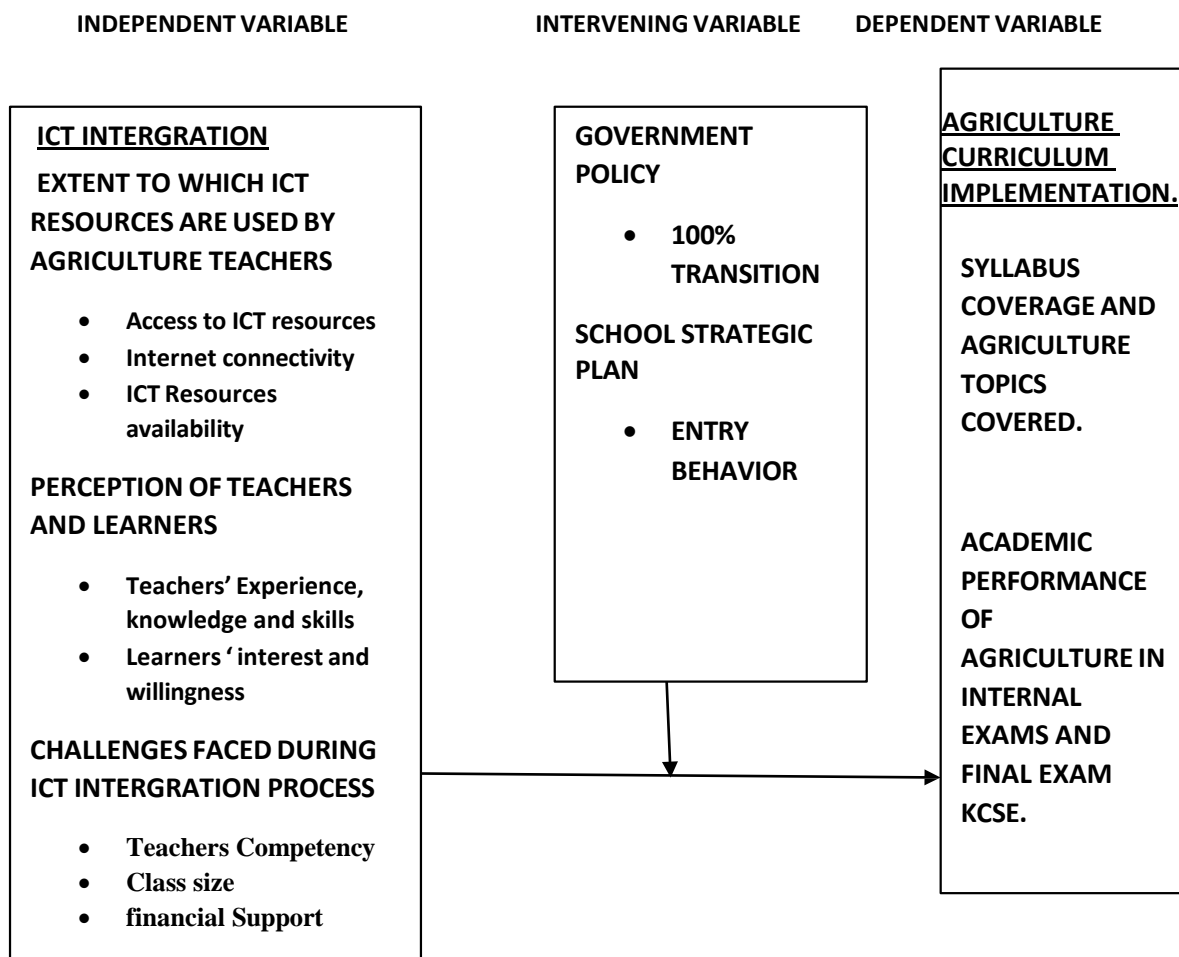 INDEPENDENT VARIABLE
INTERVENING VARIABLE
DEPENDENT VARIABLE
ICT INTERGRATION
EXTENT TO WHICH ICT
RESOURCES ARE USED BY
AGRICULTURE TEACHERS
• Access to ICT resources
• Internet connectivity
• ICT Resources
availability
PERCEPTION OF TEACHERS
AND LEARNERS
• Teachers’ Experience,
knowledge and skills
• Learners ‘ interest and
willingness
CHALLENGES FACED DURING
ICT INTERGRATION PROCESS
• Teachers Competency
• Class size
• financial Support
GOVERNMENT
POLICY
• 100%
TRANSITION
SCHOOL STRATEGIC
PLAN
• ENTRY
BEHAVIOR
AGRICULTURE
CURRICULUM
IMPLEMENTATION.
SYLLABUS
COVERAGE AND
AGRICULTURE
TOPICS
COVERED.
ACADEMIC
PERFORMANCE
OF
AGRICULTURE IN
INTERNAL
EXAMS AND
FINAL EXAM
KCSE.